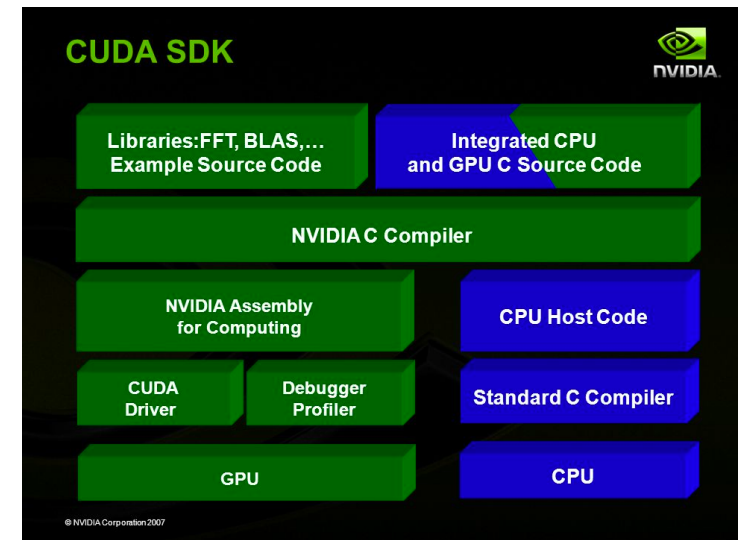 CUDA SDK
NVIDIA.
Libraries:FFT, BLAS,…
Example Source Code
Integrated CPU
and GPU C Source Code
NVIDIA C Compiler
NVIDIA Assembly
for Computing
CPU Host Code
CUDA
Driver
Debugger
Profiler
Standard C Compiler
GPU
CPU
© NVIDIA Corporation 2007